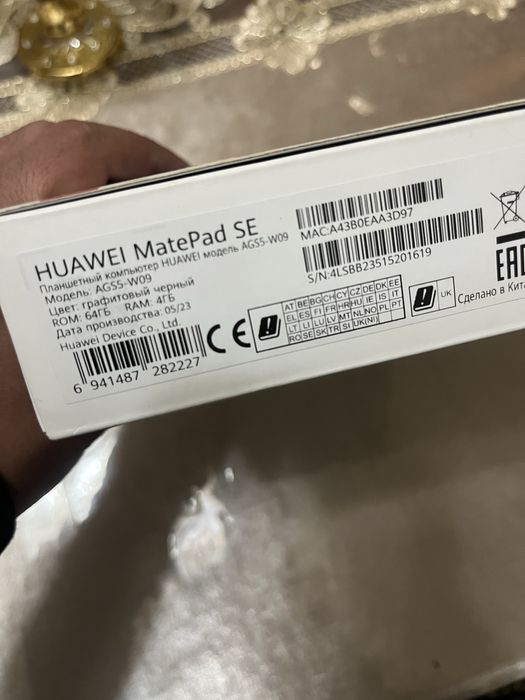 HUAWEI MatePad SE
Планшетный компьютер HUAWEI модель AGS5-W09
Модель: AGS5-W09
Цвет: графитовый черный
ROM: 64ГБ RAM: 4ГБ
Дата производства: 05/23
Huawei Device Co., Ltd.
6 941487 282227
MAC:A43B0EAA3D97
S/N:4LSBB23515201619
CE
AT BE BG CH CY CZ DE DK EE
EL ES FI FR HR HU IE IS IT
LT LI LU LV MT NL NO PL PT
RO SE SK TR SI UK(NI)
UK
EAC
Сделано в Кита